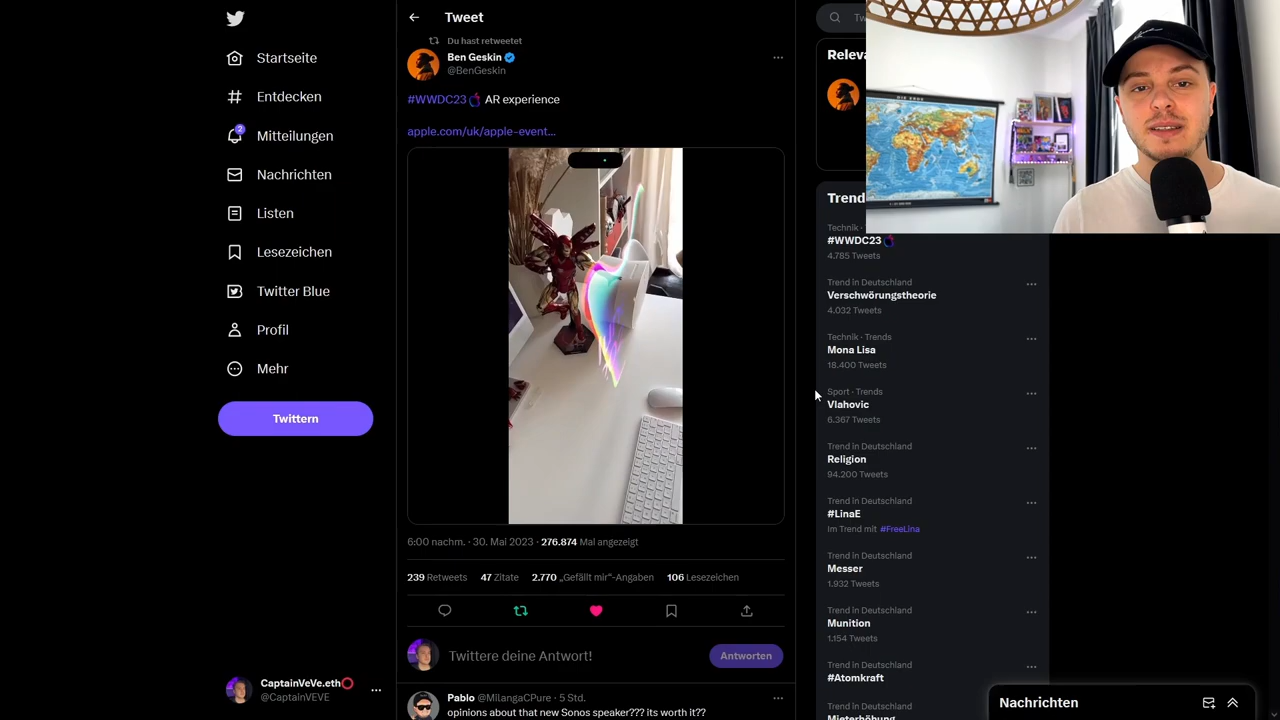 Startseite
Entdecken
2
Mitteilungen
Nachrichten
Listen
Lesezeichen
Twitter Blue
Profil
Mehr
Twittern
CaptainVeVe.eth
@CaptainVEVE
Tweet
Du hast retweetet
Ben Geskin
@BenGeskin
#WWDC23 AR experience
apple.com/uk/apple-event...
6:00 nachm. · 30. Mai 2023 · 276.874 Mal angezeigt
239 Retweets 47 Zitate 2.770 „Gefällt mir“-Angaben 106 Lesezeichen
Twittere deine Antwort!
Antworten
Pablo @MilangaCPure · 5 Std.
opinions about that new Sonos speaker??? its worth it??
Tw
Releva
Trend
Technik ·
#WWDC23
4.785 Tweets
Trend in Deutschland
Verschwörungstheorie
4.032 Tweets
Technik · Trends
Mona Lisa
18.400 Tweets
Sport · Trends
Vlahovic
6.367 Tweets
Trend in Deutschland
Religion
94.200 Tweets
Trend in Deutschland
#LinaE
Im Trend mit #FreeLina
Trend in Deutschland
Messer
1.932 Tweets
Trend in Deutschland
Munition
1.154 Tweets
Trend in Deutschland
#Atomkraft
Trend in Deutschland
Mieterhöhung
Nachrichten